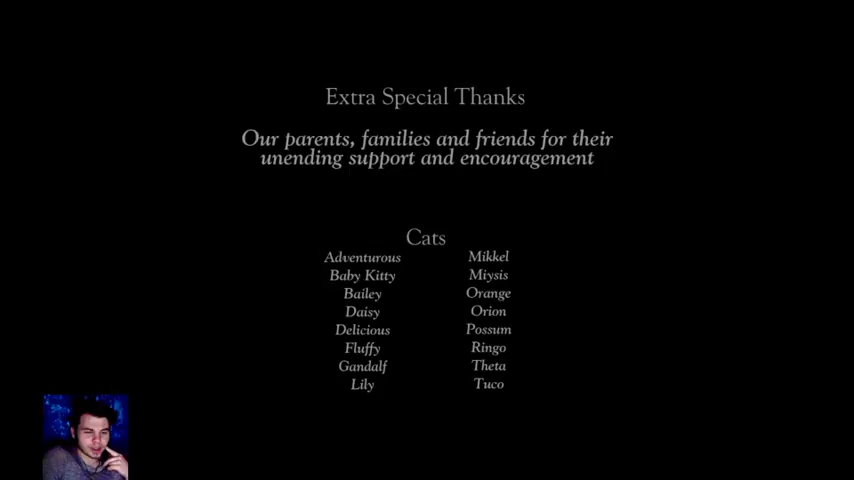 Extra Special Thanks
Our parents, families and friends for their
unending support and encouragement
Cats
Adventurous
Baby Kitty
Bailey
Daisy
Delicious
Fluffy
Gandalf
Lily
Mikkel
Miysis
Orange
Orion
Possum
Ringo
Theta
Tuco